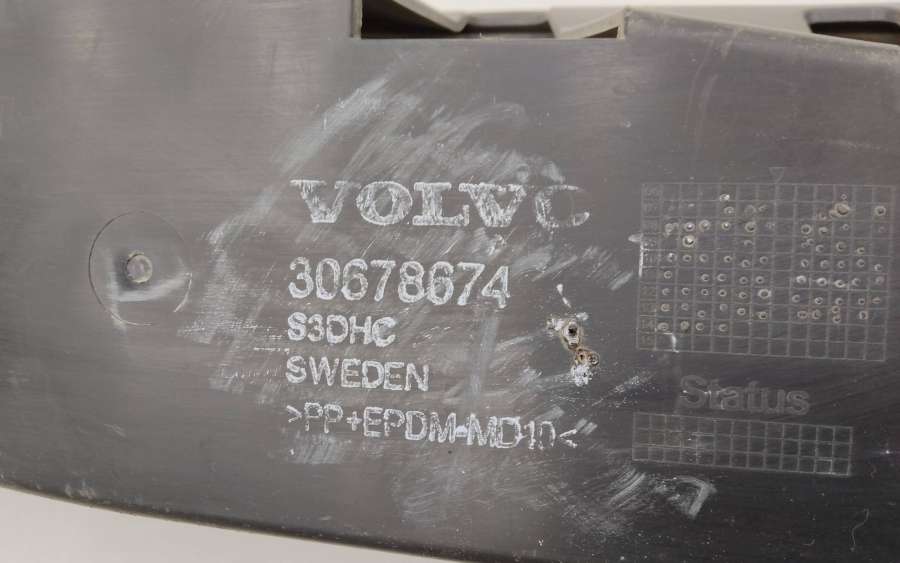 VOLVO
30678674
S3DHC
SWEDEN
>PP+EPDM-MD10<
Status